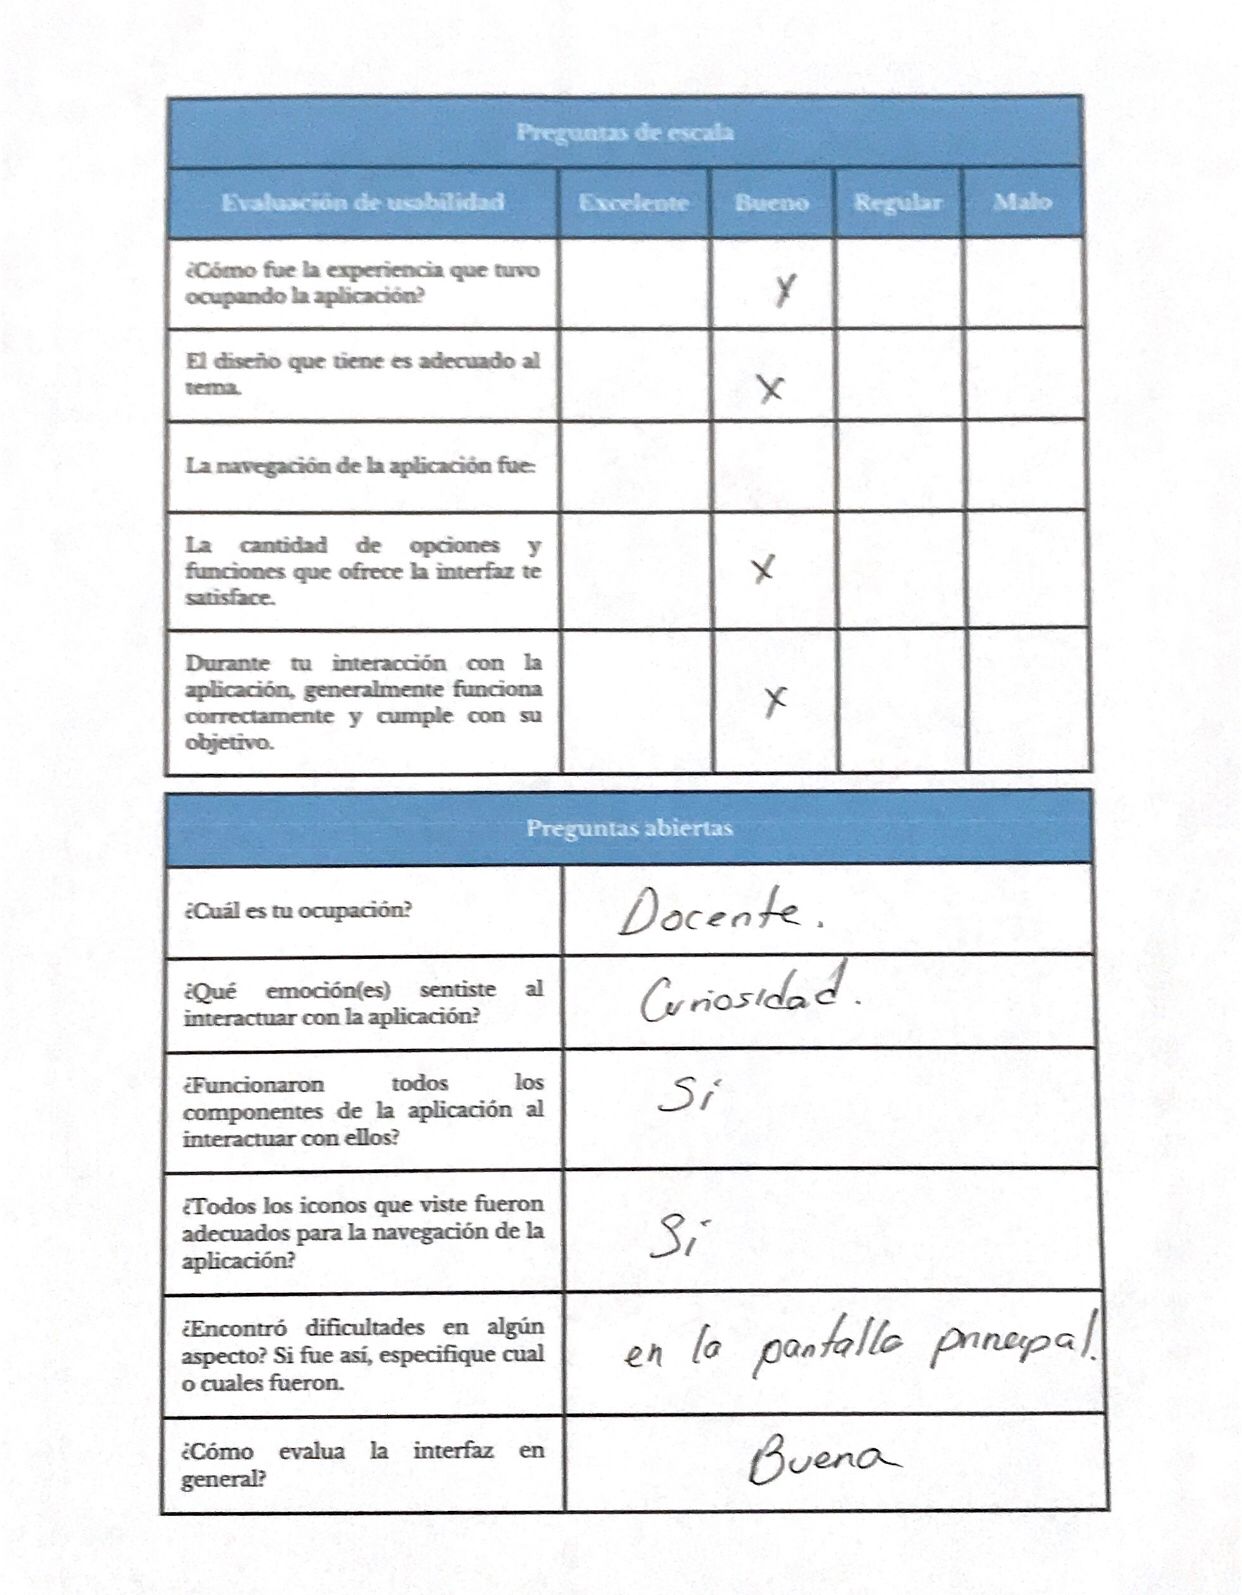 Preguntas de escala
Evaluación de usabilidad Excelente Bueno Regular Malo
¿Cómo fue la experiencia que tuvo
ocupando la aplicación?
X
El diseño que tiene es adecuado al
tema.
X
La navegación de la aplicación fue:
La cantidad de opciones y
funciones que ofrece la interfaz te
satisface.
X
Durante tu interacción con la
aplicación, generalmente funciona
correctamente y cumple con su
objetivo.
X
Preguntas abiertas
¿Cuál es tu ocupación?
Docente.
¿Qué emoción(es) sentiste al
interactuar con la aplicación?
Curiosidad.
¿Funcionaron todos los
componentes de la aplicación al
interactuar con ellos?
Sí
¿Todos los iconos que viste fueron
adecuados para la navegación de la
aplicación?
Sí
¿Encontró dificultades en algún
aspecto? Si fue así, especifique cual
o cuales fueron.
en la pantalla principal.
¿Cómo evalua la interfaz en
general?
Buena